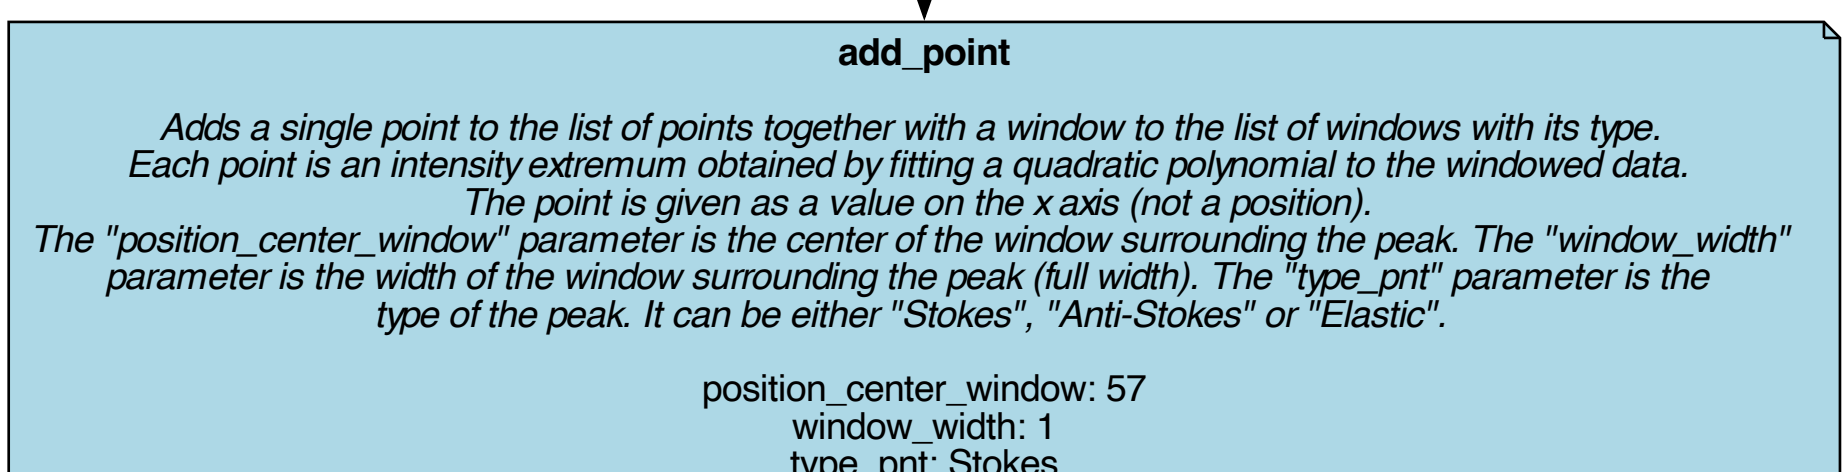 add_point
Adds a single point to the list of points together with a window to the list of windows with its type.
Each point is an intensity extremum obtained by fitting a quadratic polynomial to the windowed data.
The point is given as a value on the x axis (not a position).
The "position_center_window" parameter is the center of the window surrounding the peak. The "window_width"
parameter is the width of the window surrounding the peak (full width). The "type_pnt" parameter is the
type of the peak. It can be either "Stokes", "Anti-Stokes" or "Elastic".
position_center_window: 57
window_width: 1
type_pnt: Stokes